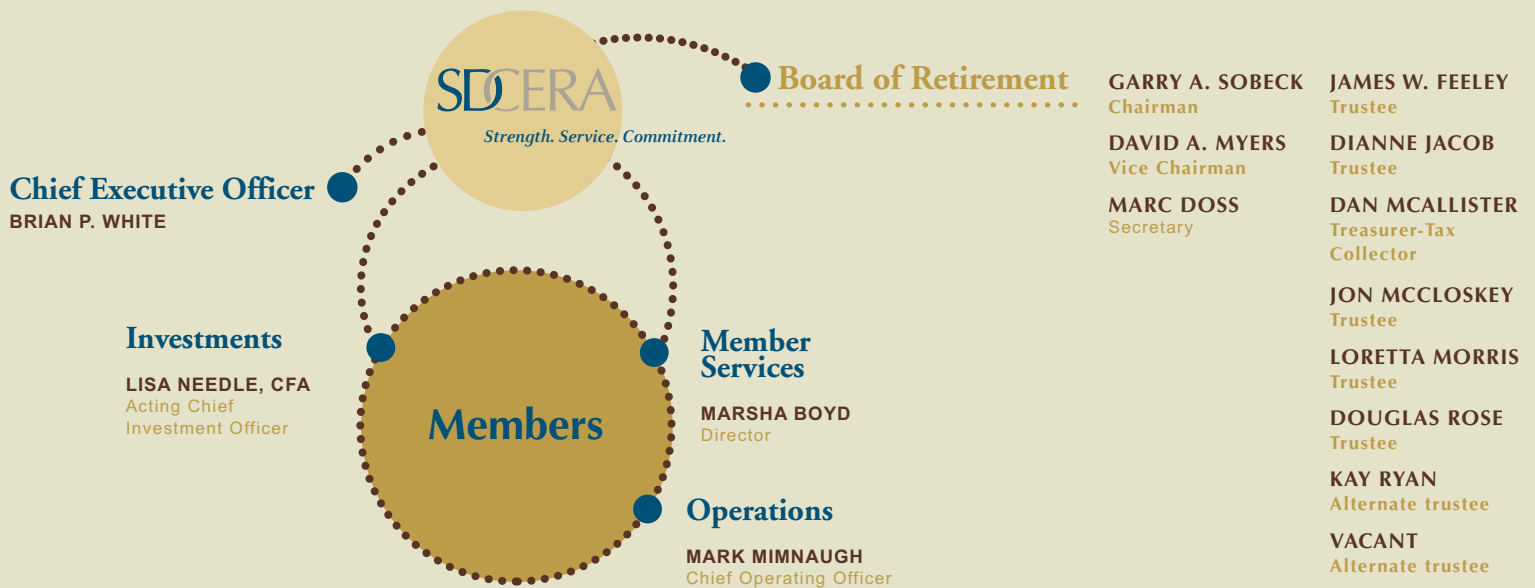 SDCERA
Strength. Service. Commitment.
Board of Retirement
GARRY A. SOBECK
Chairman
DAVID A. MYERS
Vice Chairman
MARC DOSS
Secretary
JAMES W. FEELEY
Trustee
DIANNE JACOB
Trustee
DAN MCALLISTER
Treasurer-Tax
Collector
JON MCCLOSKEY
Trustee
LORETTA MORRIS
Trustee
DOUGLAS ROSE
Trustee
KAY RYAN
Alternate trustee
VACANT
Alternate trustee
Chief Executive Officer
BRIAN P. WHITE
Investments
LISA NEEDLE, CFA
Acting Chief
Investment Officer
Members
Member
Services
MARSHA BOYD
Director
Operations
MARK MIMNAUGH
Chief Operating Officer